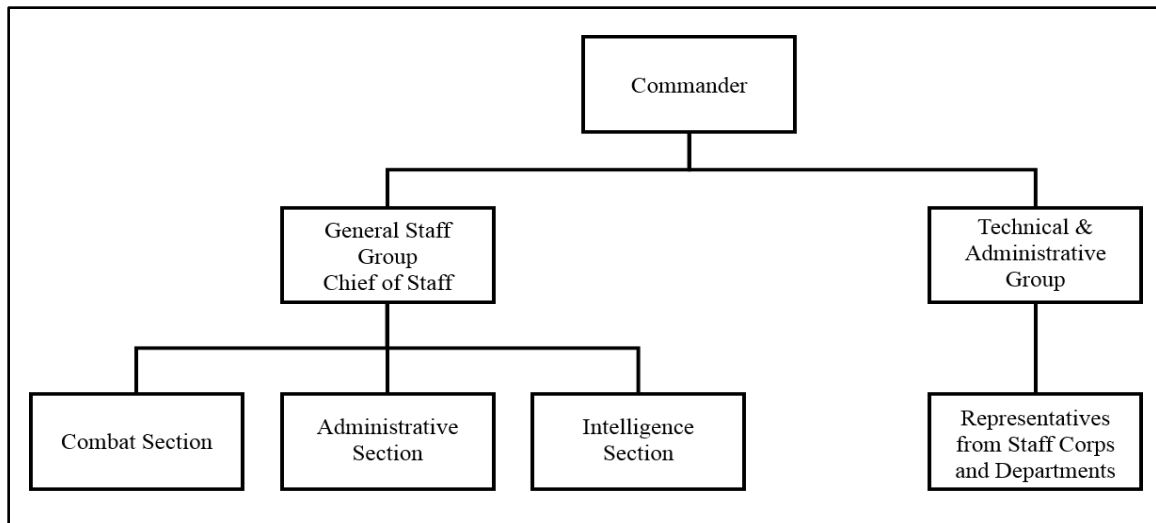 Commander
General Staff
Group
Chief of Staff
Technical &
Administrative
Group
Combat Section
Administrative
Section
Intelligence
Section
Representatives
from Staff Corps
and Departments